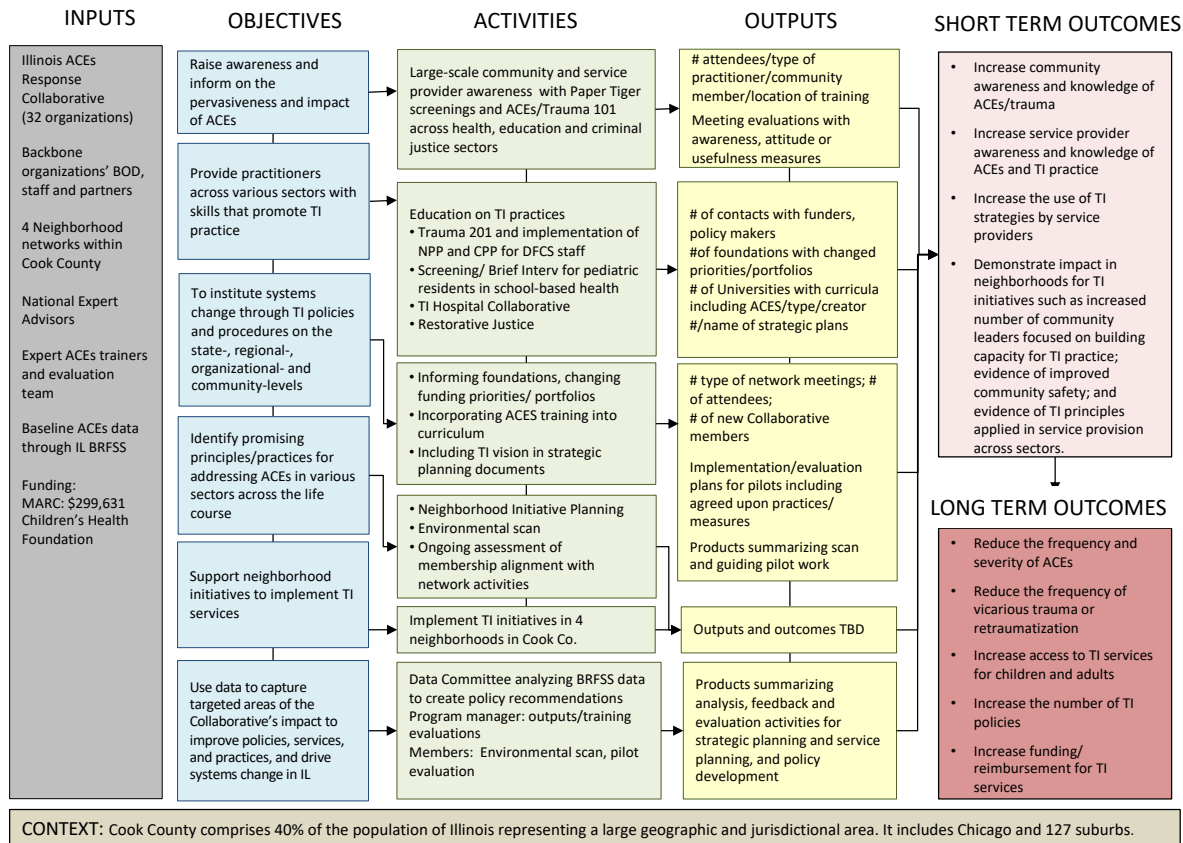 INPUTS
Illinois ACEs
Response
Collaborative
(32 organizations)
Backbone
organizations’ BOD,
staff and partners
4 Neighborhood
networks within
Cook County
National Expert
Advisors
Expert ACEs trainers
and evaluation
team
Baseline ACEs data
through IL BRFSS
Funding:
MARC: $299,631
Children’s Health
Foundation
OBJECTIVES
Raise awareness and
inform on the
pervasiveness and impact
of ACEs
Provide practitioners
across various sectors with
skills that promote TI
practice
To institute systems
change through TI policies
and procedures on the
state-, regional-,
organizational- and
community-levels
Identify promising
principles/practices for
addressing ACEs in various
sectors across the life
course
Support neighborhood
initiatives to implement TI
services
Use data to capture
targeted areas of the
Collaborative’s impact to
improve policies, services,
and practices, and drive
systems change in IL
ACTIVITIES
Large-scale community and service
provider awareness with Paper Tiger
screenings and ACEs/Trauma 101
across health, education and criminal
justice sectors
Education on TI practices
• Trauma 201 and implementation of
NPP and CPP for DFCS staff
• Screening/ Brief Interv for pediatric
residents in school-based health
• TI Hospital Collaborative
• Restorative Justice
• Informing foundations, changing
funding priorities/ portfolios
• Incorporating ACES training into
curriculum
• Including TI vision in strategic
planning documents
• Neighborhood Initiative Planning
• Environmental scan
• Ongoing assessment of
membership alignment with
network activities
Implement TI initiatives in 4
neighborhoods in Cook Co.
Data Committee analyzing BRFSS data
to create policy recommendations
Program manager: outputs/training
evaluations
Members: Environmental scan, pilot
evaluation
OUTPUTS
# attendees/type of
practitioner/community
member/location of training
Meeting evaluations with
awareness, attitude or
usefulness measures
# of contacts with funders,
policy makers
#of foundations with changed
priorities/portfolios
# of Universities with curricula
including ACES/type/creator
#/name of strategic plans
# type of network meetings; #
of attendees;
# of new Collaborative
members
Implementation/evaluation
plans for pilots including
agreed upon practices/
measures
Products summarizing scan
and guiding pilot work
Outputs and outcomes TBD
Products summarizing
analysis, feedback and
evaluation activities for
strategic planning and service
planning, and policy
development
SHORT TERM OUTCOMES
• Increase community
awareness and knowledge of
ACEs/trauma
• Increase service provider
awareness and knowledge of
ACEs and TI practice
• Increase the use of TI
strategies by service
providers
• Demonstrate impact in
neighborhoods for TI
initiatives such as increased
number of community
leaders focused on building
capacity for TI practice;
evidence of improved
community safety; and
evidence of TI principles
applied in service provision
across sectors.
LONG TERM OUTCOMES
• Reduce the frequency and
severity of ACEs
• Reduce the frequency of
vicarious trauma or
retraumatization
• Increase access to TI services
for children and adults
• Increase the number of TI
policies
• Increase funding/
reimbursement for TI
services
CONTEXT: Cook County comprises 40% of the population of Illinois representing a large geographic and jurisdictional area. It includes Chicago and 127 suburbs.